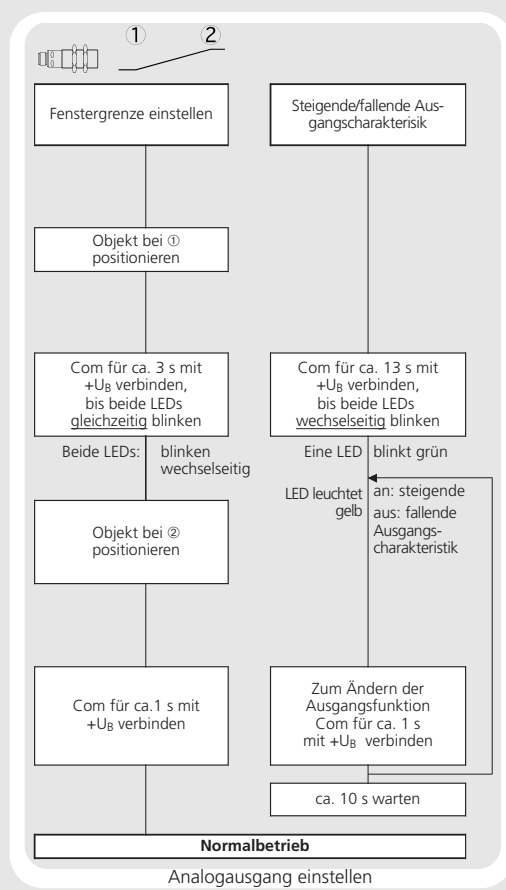 ① ②
Fenstergrenze einstellen
Objekt bei ①
positionieren
Com für ca. 3 s mit
+UB verbinden,
bis beide LEDs
gleichzeitig blinken
Beide LEDs: blinken
wechselseitig
Objekt bei ②
positionieren
Com für ca.1 s mit
+UB verbinden
Steigende/fallende Aus-
gangscharakterisik
Com für ca. 13 s mit
+UB verbinden,
bis beide LEDs
wechselseitig blinken
Eine LED blinkt grün
LED leuchtet
gelb
an: steigende
aus: fallende
Ausgangs-
charakteristik
Zum Ändern der
Ausgangsfunktion
Com für ca. 1 s
mit +UB verbinden
ca. 10 s warten
Normalbetrieb
Analogausgang einstellen